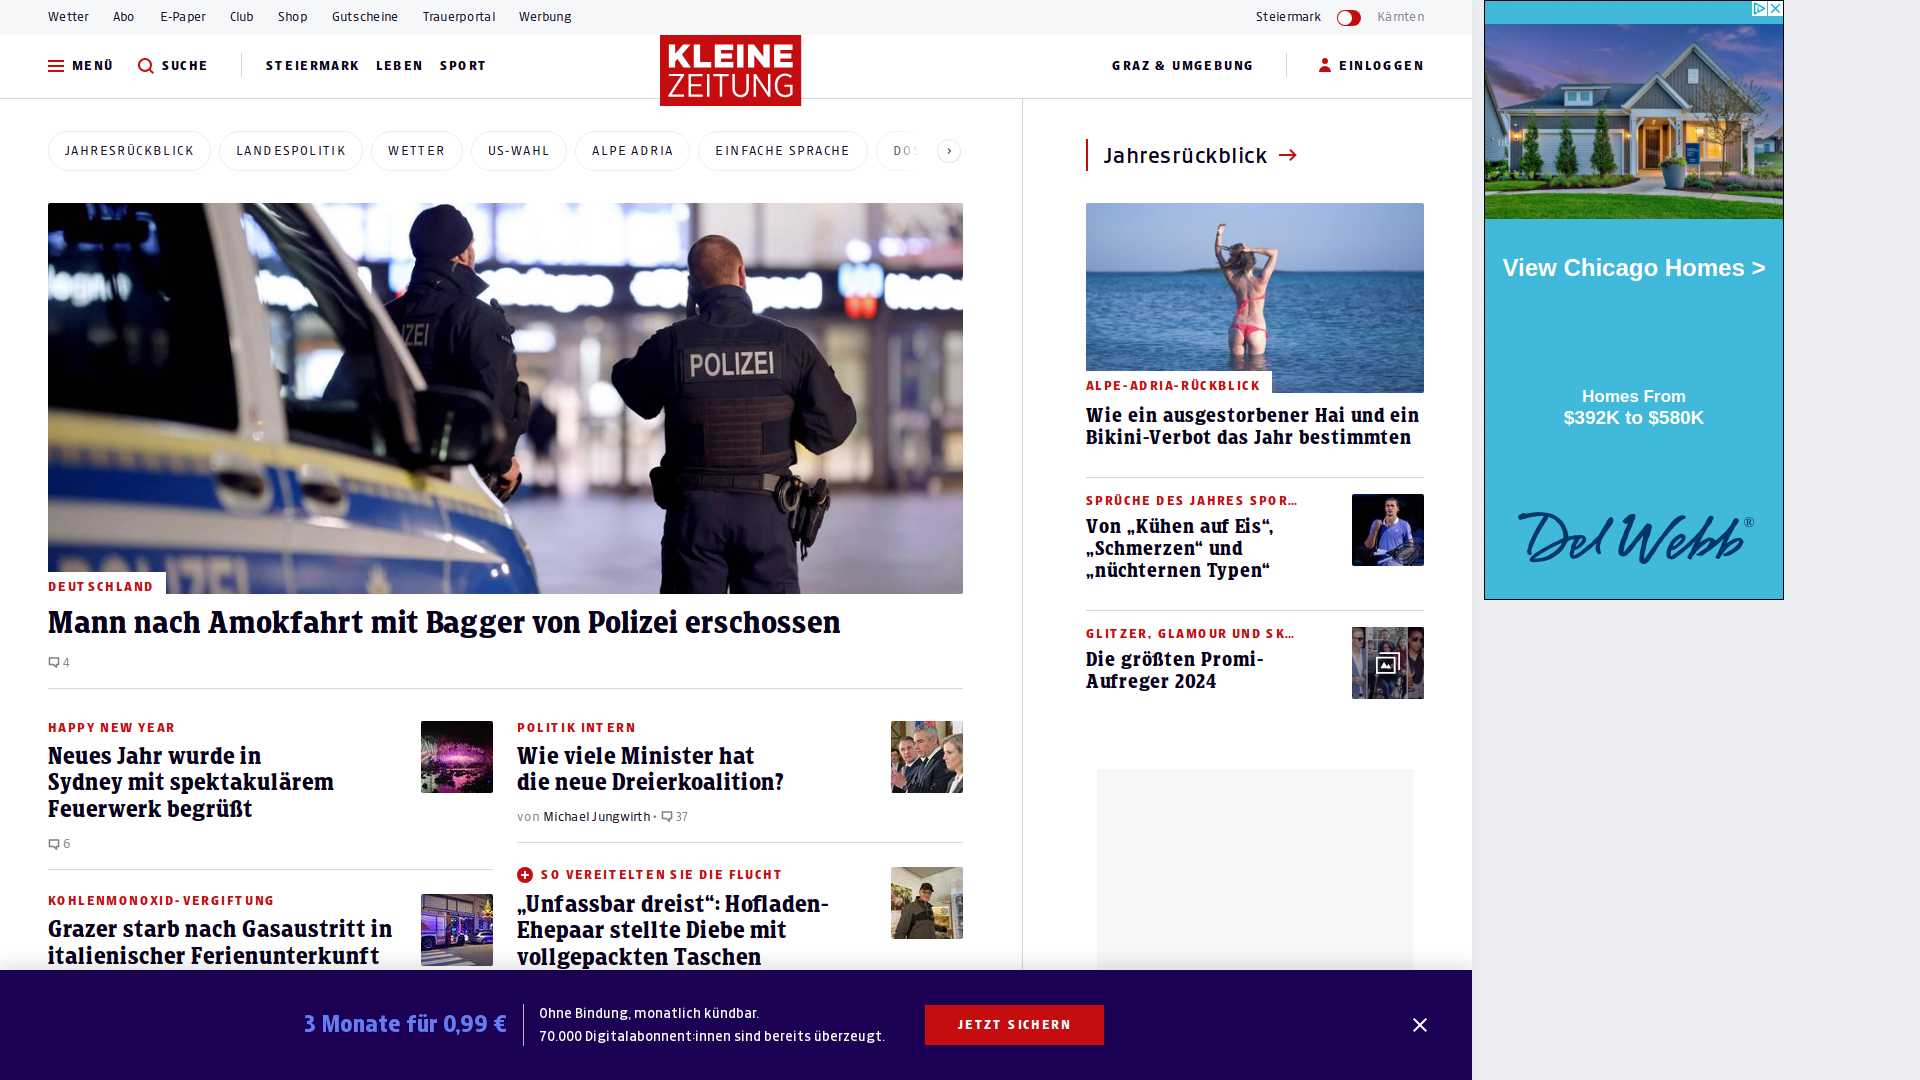 Wetter Abo E-Paper Club Shop Gutscheine Trauerportal Werbung Steiermark Kärnten
MENÜ SUCHE STEIERMARK LEBEN SPORT KLEINE ZEITUNG GRAZ & UMGEBUNG EINLOGGEN
JAHRESRÜCKBLICK LANDESPOLITIK WETTER US-WAHL ALPE ADRIA EINFACHE SPRACHE
POLIZEI
DEUTSCHLAND
Mann nach Amokfahrt mit Bagger von Polizei erschossen
4
HAPPY NEW YEAR
Neues Jahr wurde in
Sydney mit spektakulärem
Feuerwerk begrüßt
6
KOHLENMONOXID-VERGIFTUNG
Grazer starb nach Gasaustritt in
italienischer Ferienunterkunft
POLITIK INTERN
Wie viele Minister hat
die neue Dreierkoalition?
von Michael Jungwirth • 37
SO VEREITELTEN SIE DIE FLUCHT
„Unfassbar dreist“: Hofladen-
Ehepaar stellte Diebe mit
vollgepackten Taschen
Jahresrückblick
ALPE-ADRIA-RÜCKBLICK
Wie ein ausgestorbener Hai und ein
Bikini-Verbot das Jahr bestimmten
SPRÜCHE DES JAHRES SPOR...
Von „Kühen auf Eis“,
„Schmerzen“ und
„nüchternen Typen“
GLITZER, GLAMOUR UND SK...
Die größten Promi-
Aufreger 2024
View Chicago Homes >
Homes From
$392K to $580K
Del Webb®
3 Monate für 0,99 €
Ohne Bindung, monatlich kündbar.
70.000 Digitalabonnent:innen sind bereits überzeugt.
JETZT SICHERN